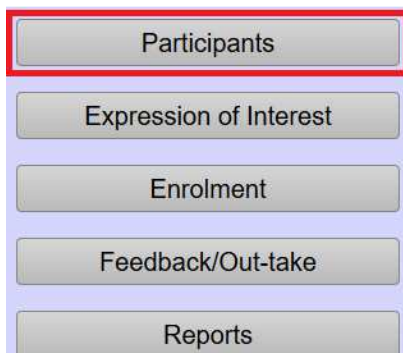 Participants
Expression of Interest
Enrolment
Feedback/Out-take
Reports